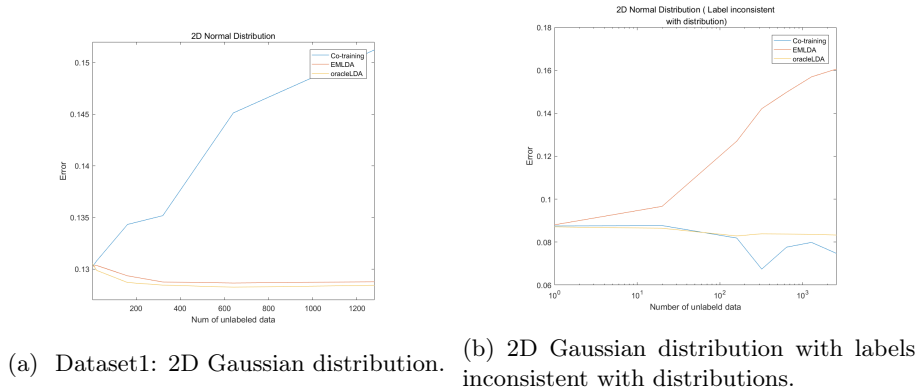 2D Normal Distribution
0.15
0.145
0.14
0.135
0.13
Error
200 400 600 800 1000 1200
Num of unlabeled data
Co-training
EMLDA
oracleLDA
(a) Dataset1: 2D Gaussian distribution.
2D Normal Distribution ( Label inconsistent
with distribution)
0.18
0.16
0.14
0.12
0.1
0.08
0.06
Error
10^0 10^1 10^2 10^3
Number of unlabeld data
Co-training
EMLDA
oracleLDA
(b) 2D Gaussian distribution with labels
inconsistent with distributions.